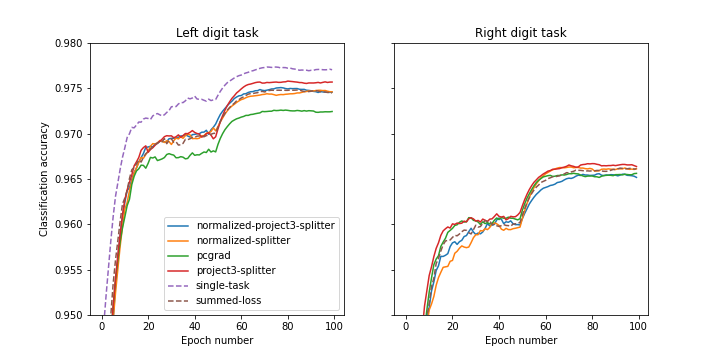 Left digit task
Right digit task
Classification accuracy
0.980
0.975
0.970
0.965
0.960
0.955
0.950
normalized-project3-splitter
normalized-splitter
pcgrad
project3-splitter
single-task
summed-loss
0 20 40 60 80 100
Epoch number
0 20 40 60 80 100
Epoch number